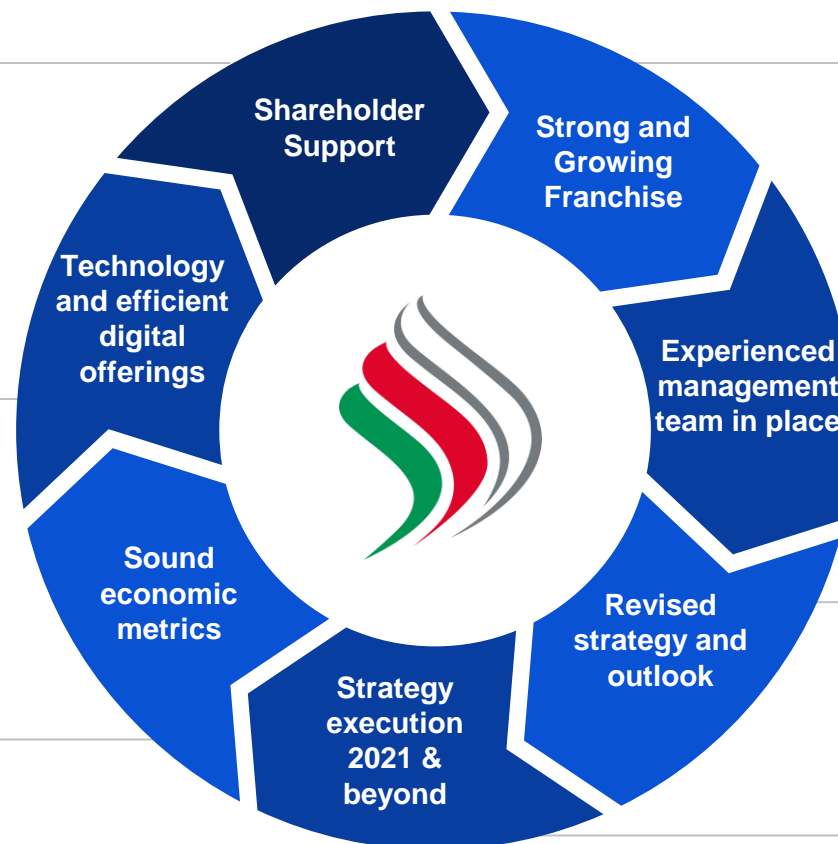 Shareholder
Support
Strong and
Growing
Franchise
Experienced
management
team in place
Revised
strategy and
outlook
Strategy
execution
2021 &
beyond
Sound
economic
metrics
Technology
and efficient
digital
offerings